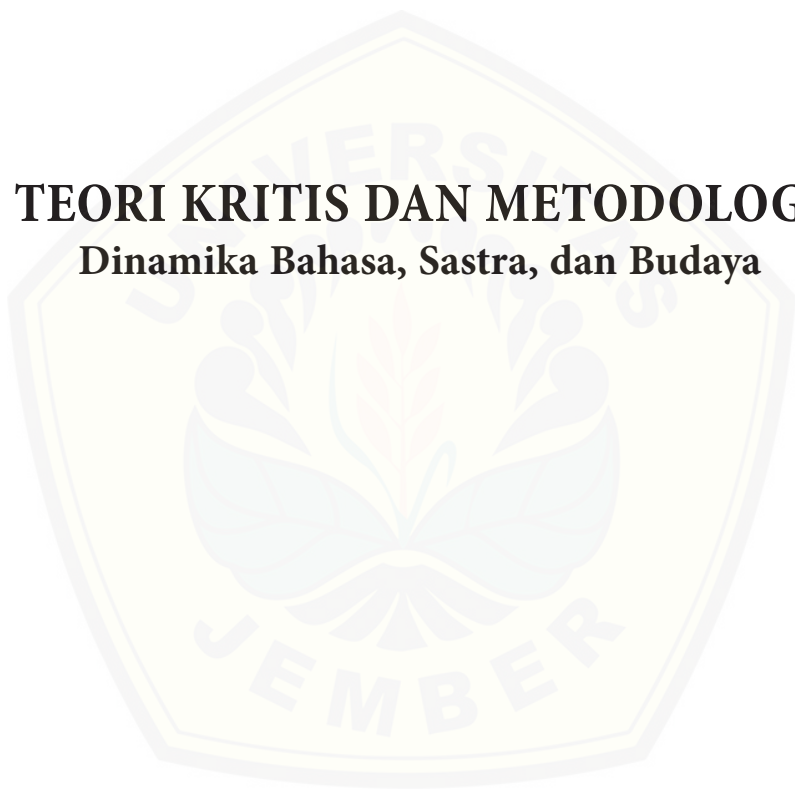 UNIVERSITAS
TEORI KRITIS DAN METODOLOG
Dinamika Bahasa, Sastra, dan Budaya
JEMBER